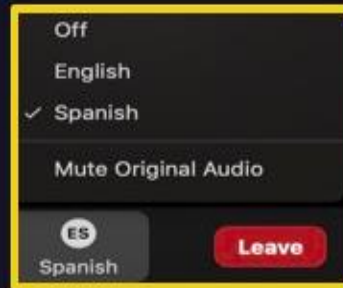 Off
English
Spanish
Mute Original Audio
ES
Spanish
Leave